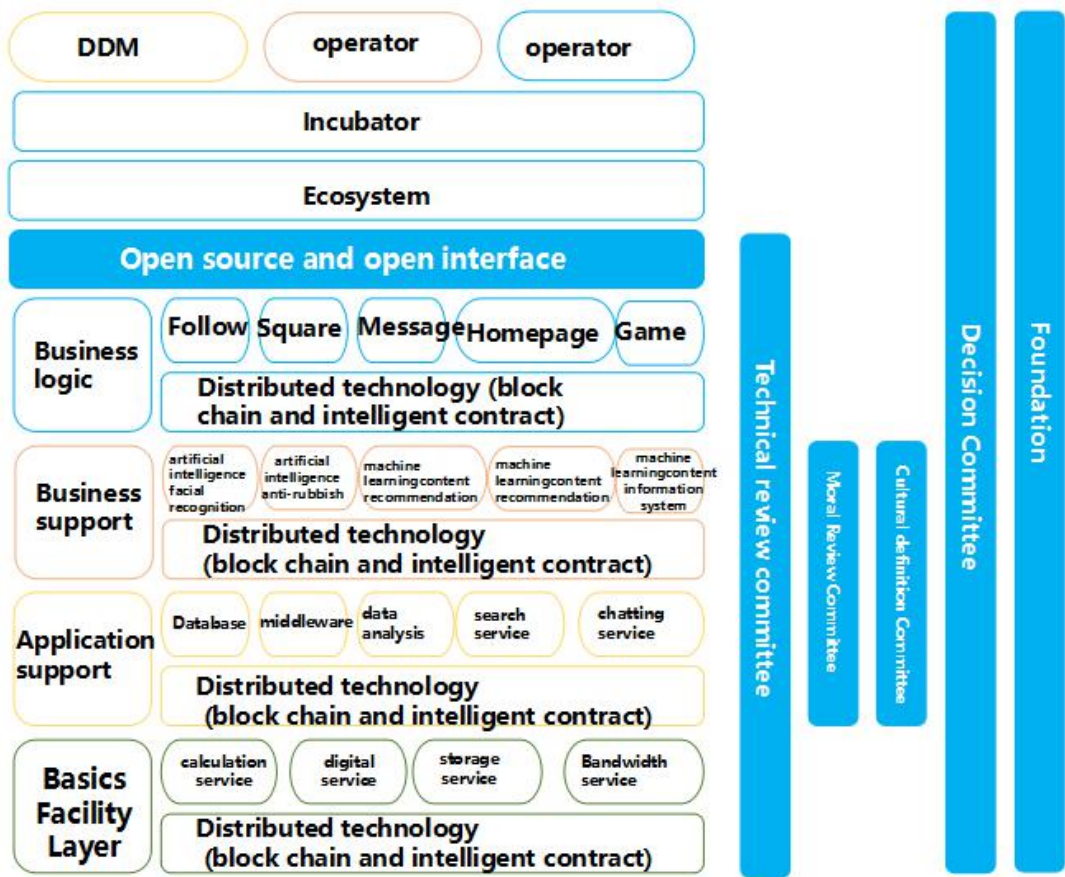 DDM
operator
operator
Incubator
Ecosystem
Open source and open interface
Business
logic
Follow
Square
Message
Homepage
Game
Distributed technology (block
chain and intelligent contract)
Business
support
artificial
intelligence
facial
recognition
artificial
intelligence
anti-rubbish
machine
learningcontent
recommendation
machine
learningcontent
recommendation
machine
learningcontent
information
system
Distributed technology
(block chain and intelligent contract)
Application
support
Database
middleware
data
analysis
search
service
chatting
service
Distributed technology
(block chain and intelligent contract)
Basics
Facility
Layer
calculation
service
digital
service
storage
service
Bandwidth
service
Distributed technology
(block chain and intelligent contract)
Technical review committee
Moral Review Committee
Cultural definition Committee
Decision Committee
Foundation